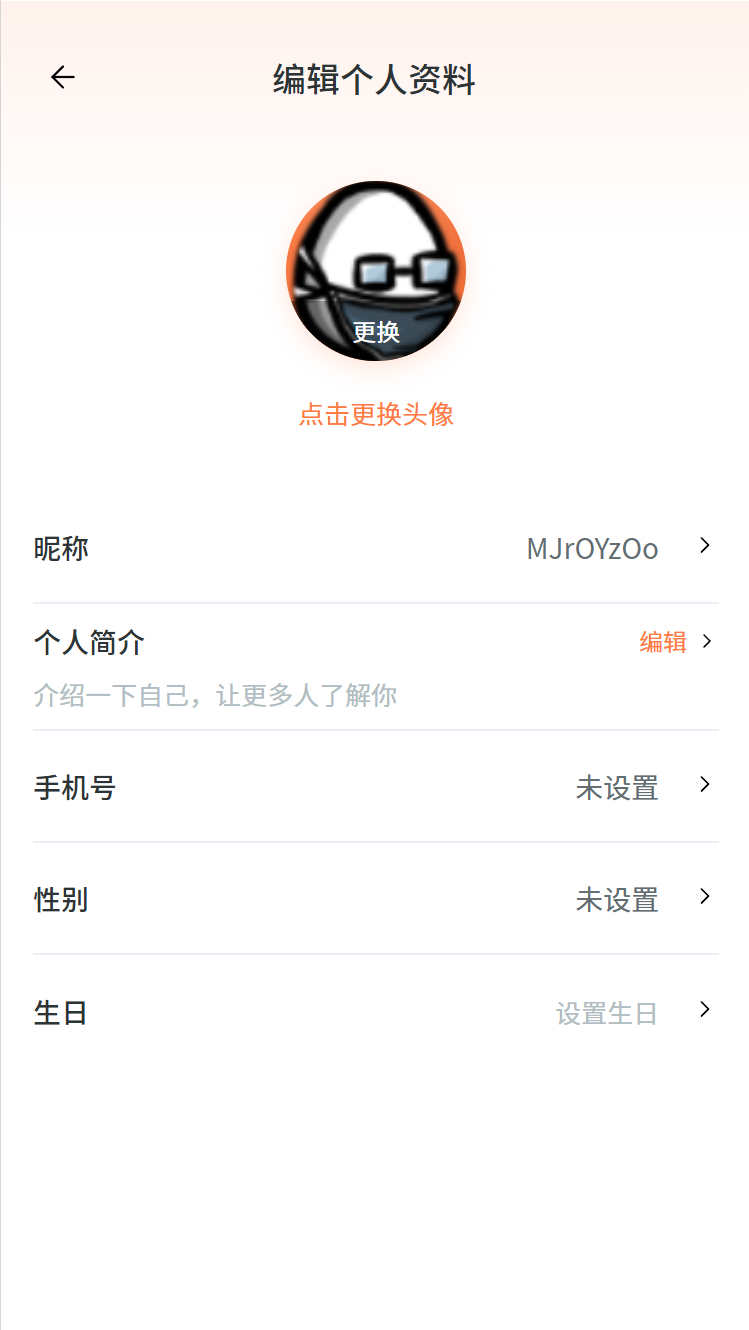 编辑个人资料
更换
点击更换头像
昵称 MJrOYzOo
个人简介 编辑
介绍一下自己，让更多人了解你
手机号 未设置
性别 未设置
生日 设置生日